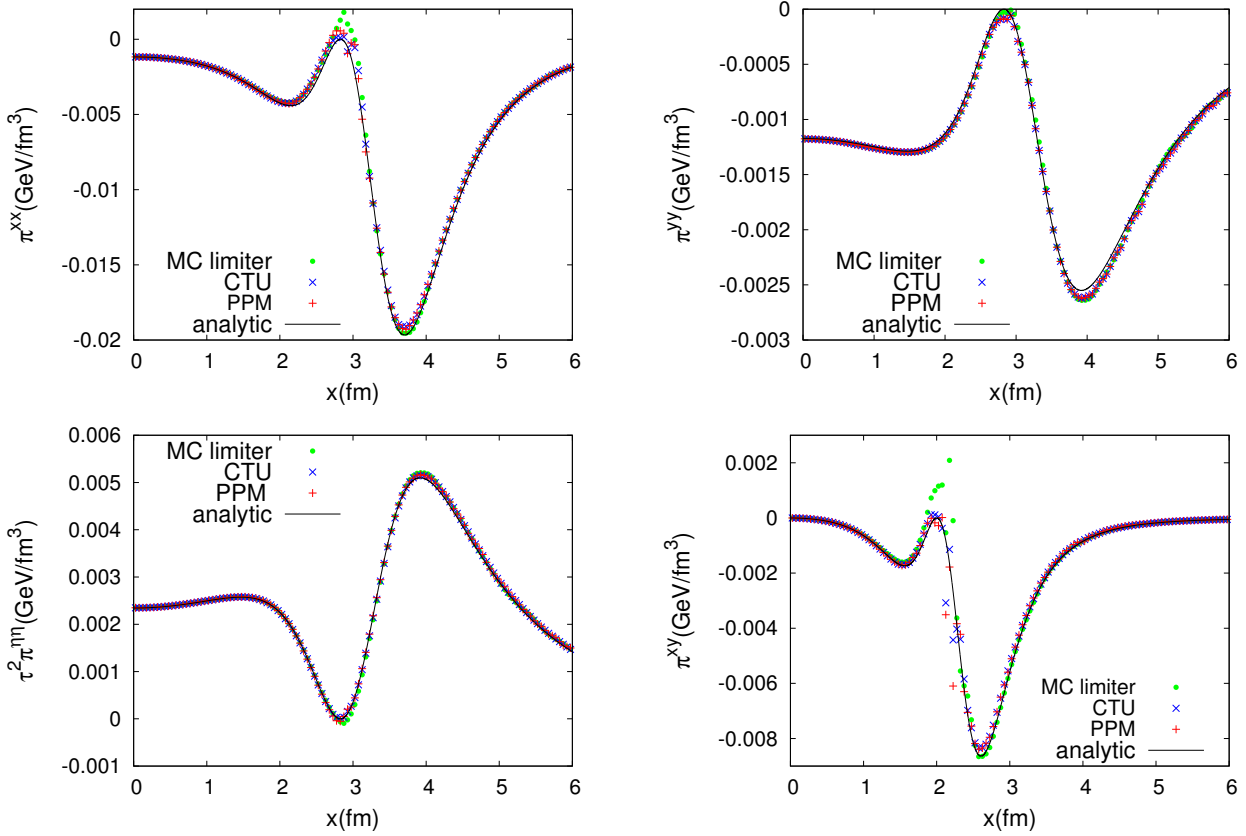 π^xx(GeV/fm^3)
0
-0.005
-0.01
-0.015
-0.02
MC limiter
CTU
PPM
analytic
0 1 2 3 4 5 6
x(fm)
π^yy(GeV/fm^3)
0
-0.0005
-0.001
-0.0015
-0.002
-0.0025
-0.003
MC limiter
CTU
PPM
analytic
0 1 2 3 4 5 6
x(fm)
τ^2π^ηη(GeV/fm^3)
0.006
0.005
0.004
0.003
0.002
0.001
0
-0.001
MC limiter
CTU
PPM
analytic
0 1 2 3 4 5 6
x(fm)
π^xy(GeV/fm^3)
0.002
0
-0.002
-0.004
-0.006
-0.008
MC limiter
CTU
PPM
analytic
0 1 2 3 4 5 6
x(fm)